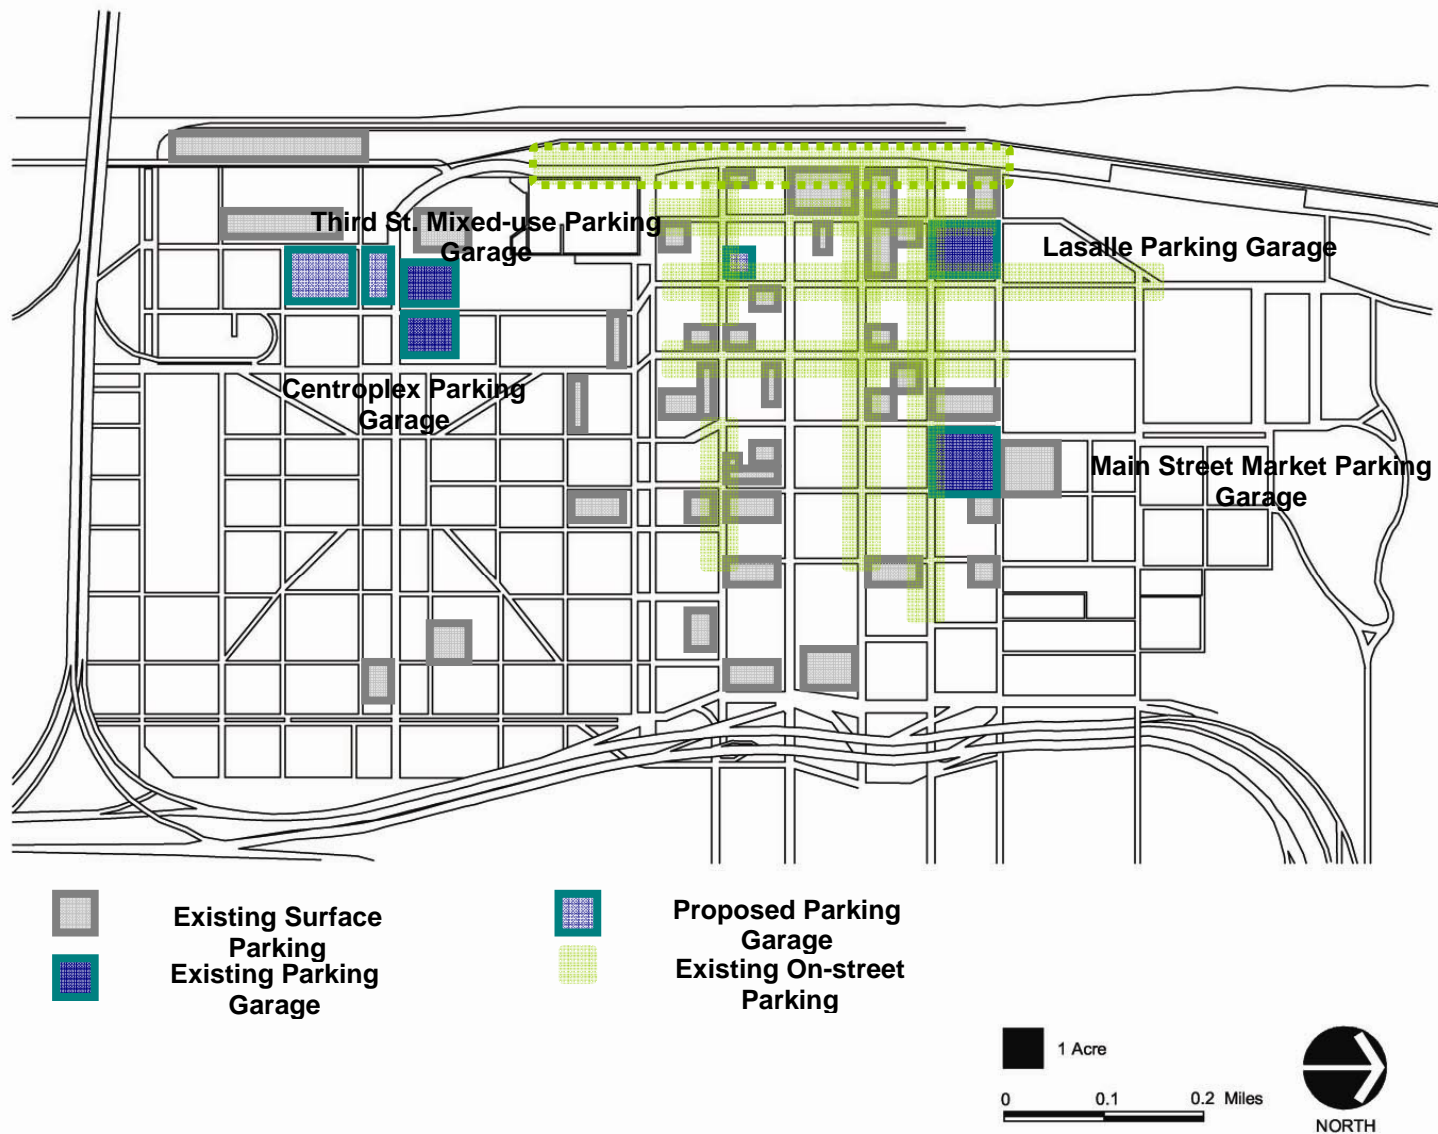 Third St. Mixed-use Parking
Garage
Lasalle Parking Garage
Centroplex Parking
Garage
Main Street Market Parking
Garage
Existing Surface
Parking
Existing Parking
Garage
Proposed Parking
Garage
Existing On-street
Parking
1 Acre
0 0.1 0.2 Miles
NORTH